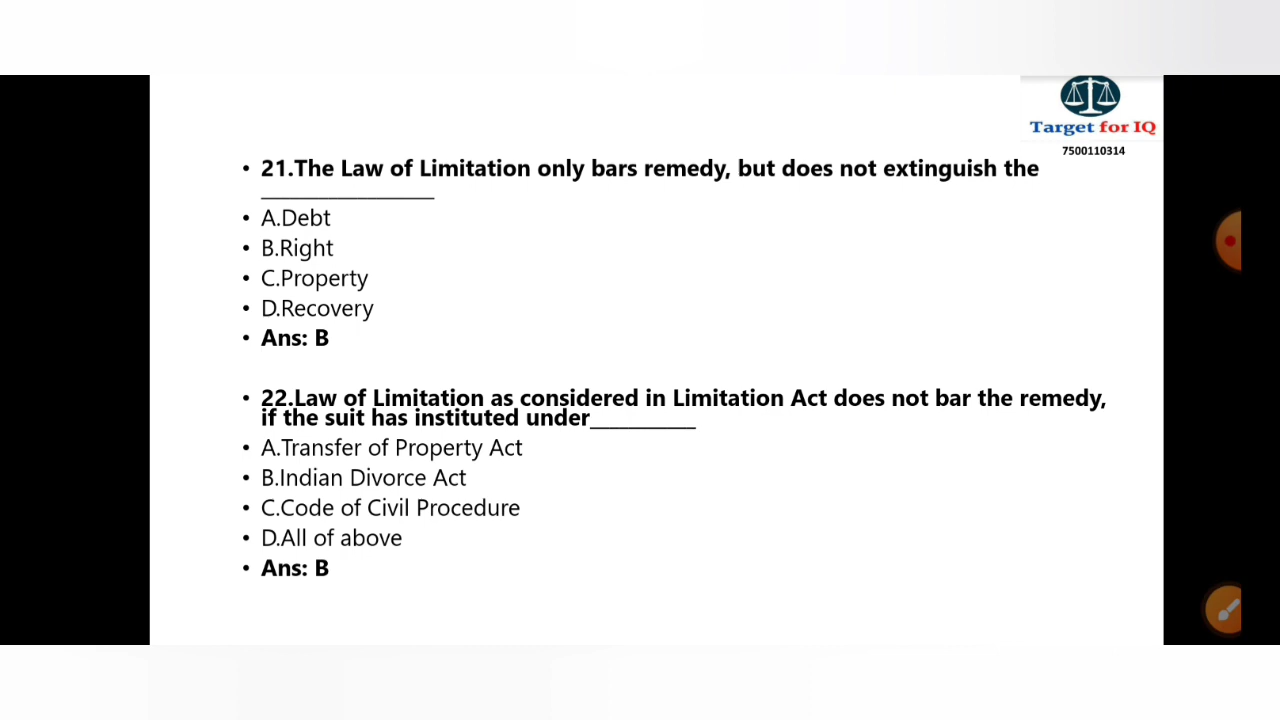 Target for IQ
7500110314
• 21.The Law of Limitation only bars remedy, but does not extinguish the
_______________
• A.Debt
• B.Right
• C.Property
• D.Recovery
• Ans: B
• 22.Law of Limitation as considered in Limitation Act does not bar the remedy,
if the suit has instituted under_________
• A.Transfer of Property Act
• B.Indian Divorce Act
• C.Code of Civil Procedure
• D.All of above
• Ans: B